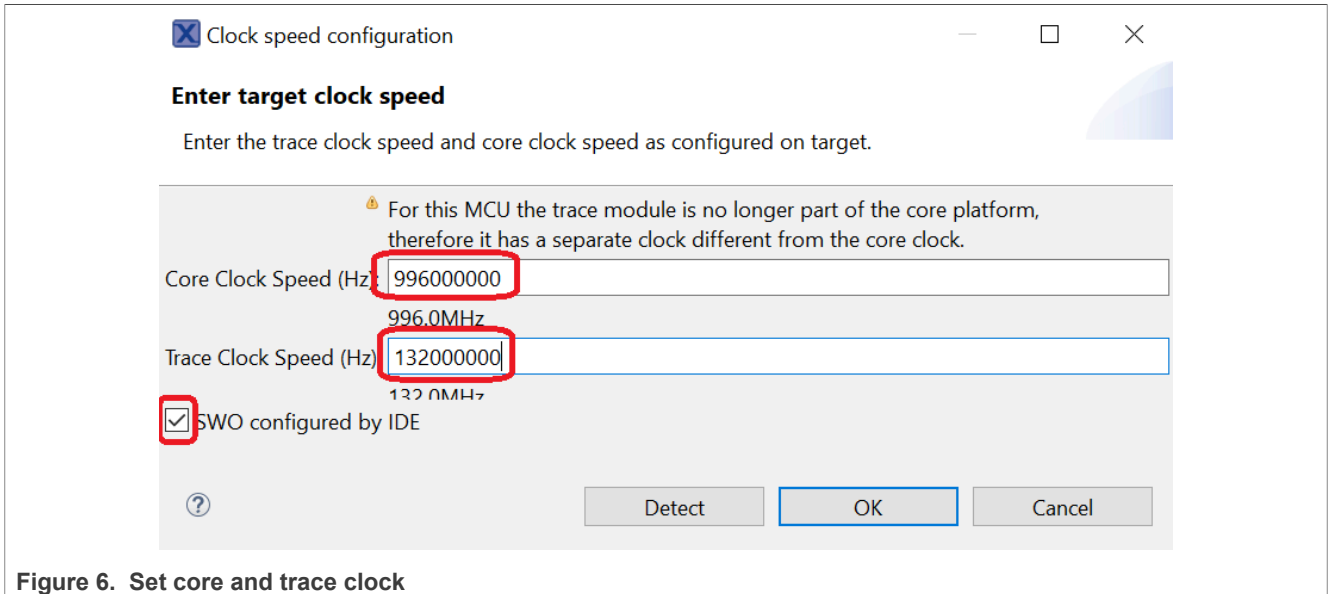 Clock speed configuration
Enter target clock speed
Enter the trace clock speed and core clock speed as configured on target.
For this MCU the trace module is no longer part of the core platform,
therefore it has a separate clock different from the core clock.
Core Clock Speed (Hz): 996000000
996.0MHz
Trace Clock Speed (Hz) 132000000
132.0MHz
SWO configured by IDE
Detect OK Cancel
Figure 6. Set core and trace clock